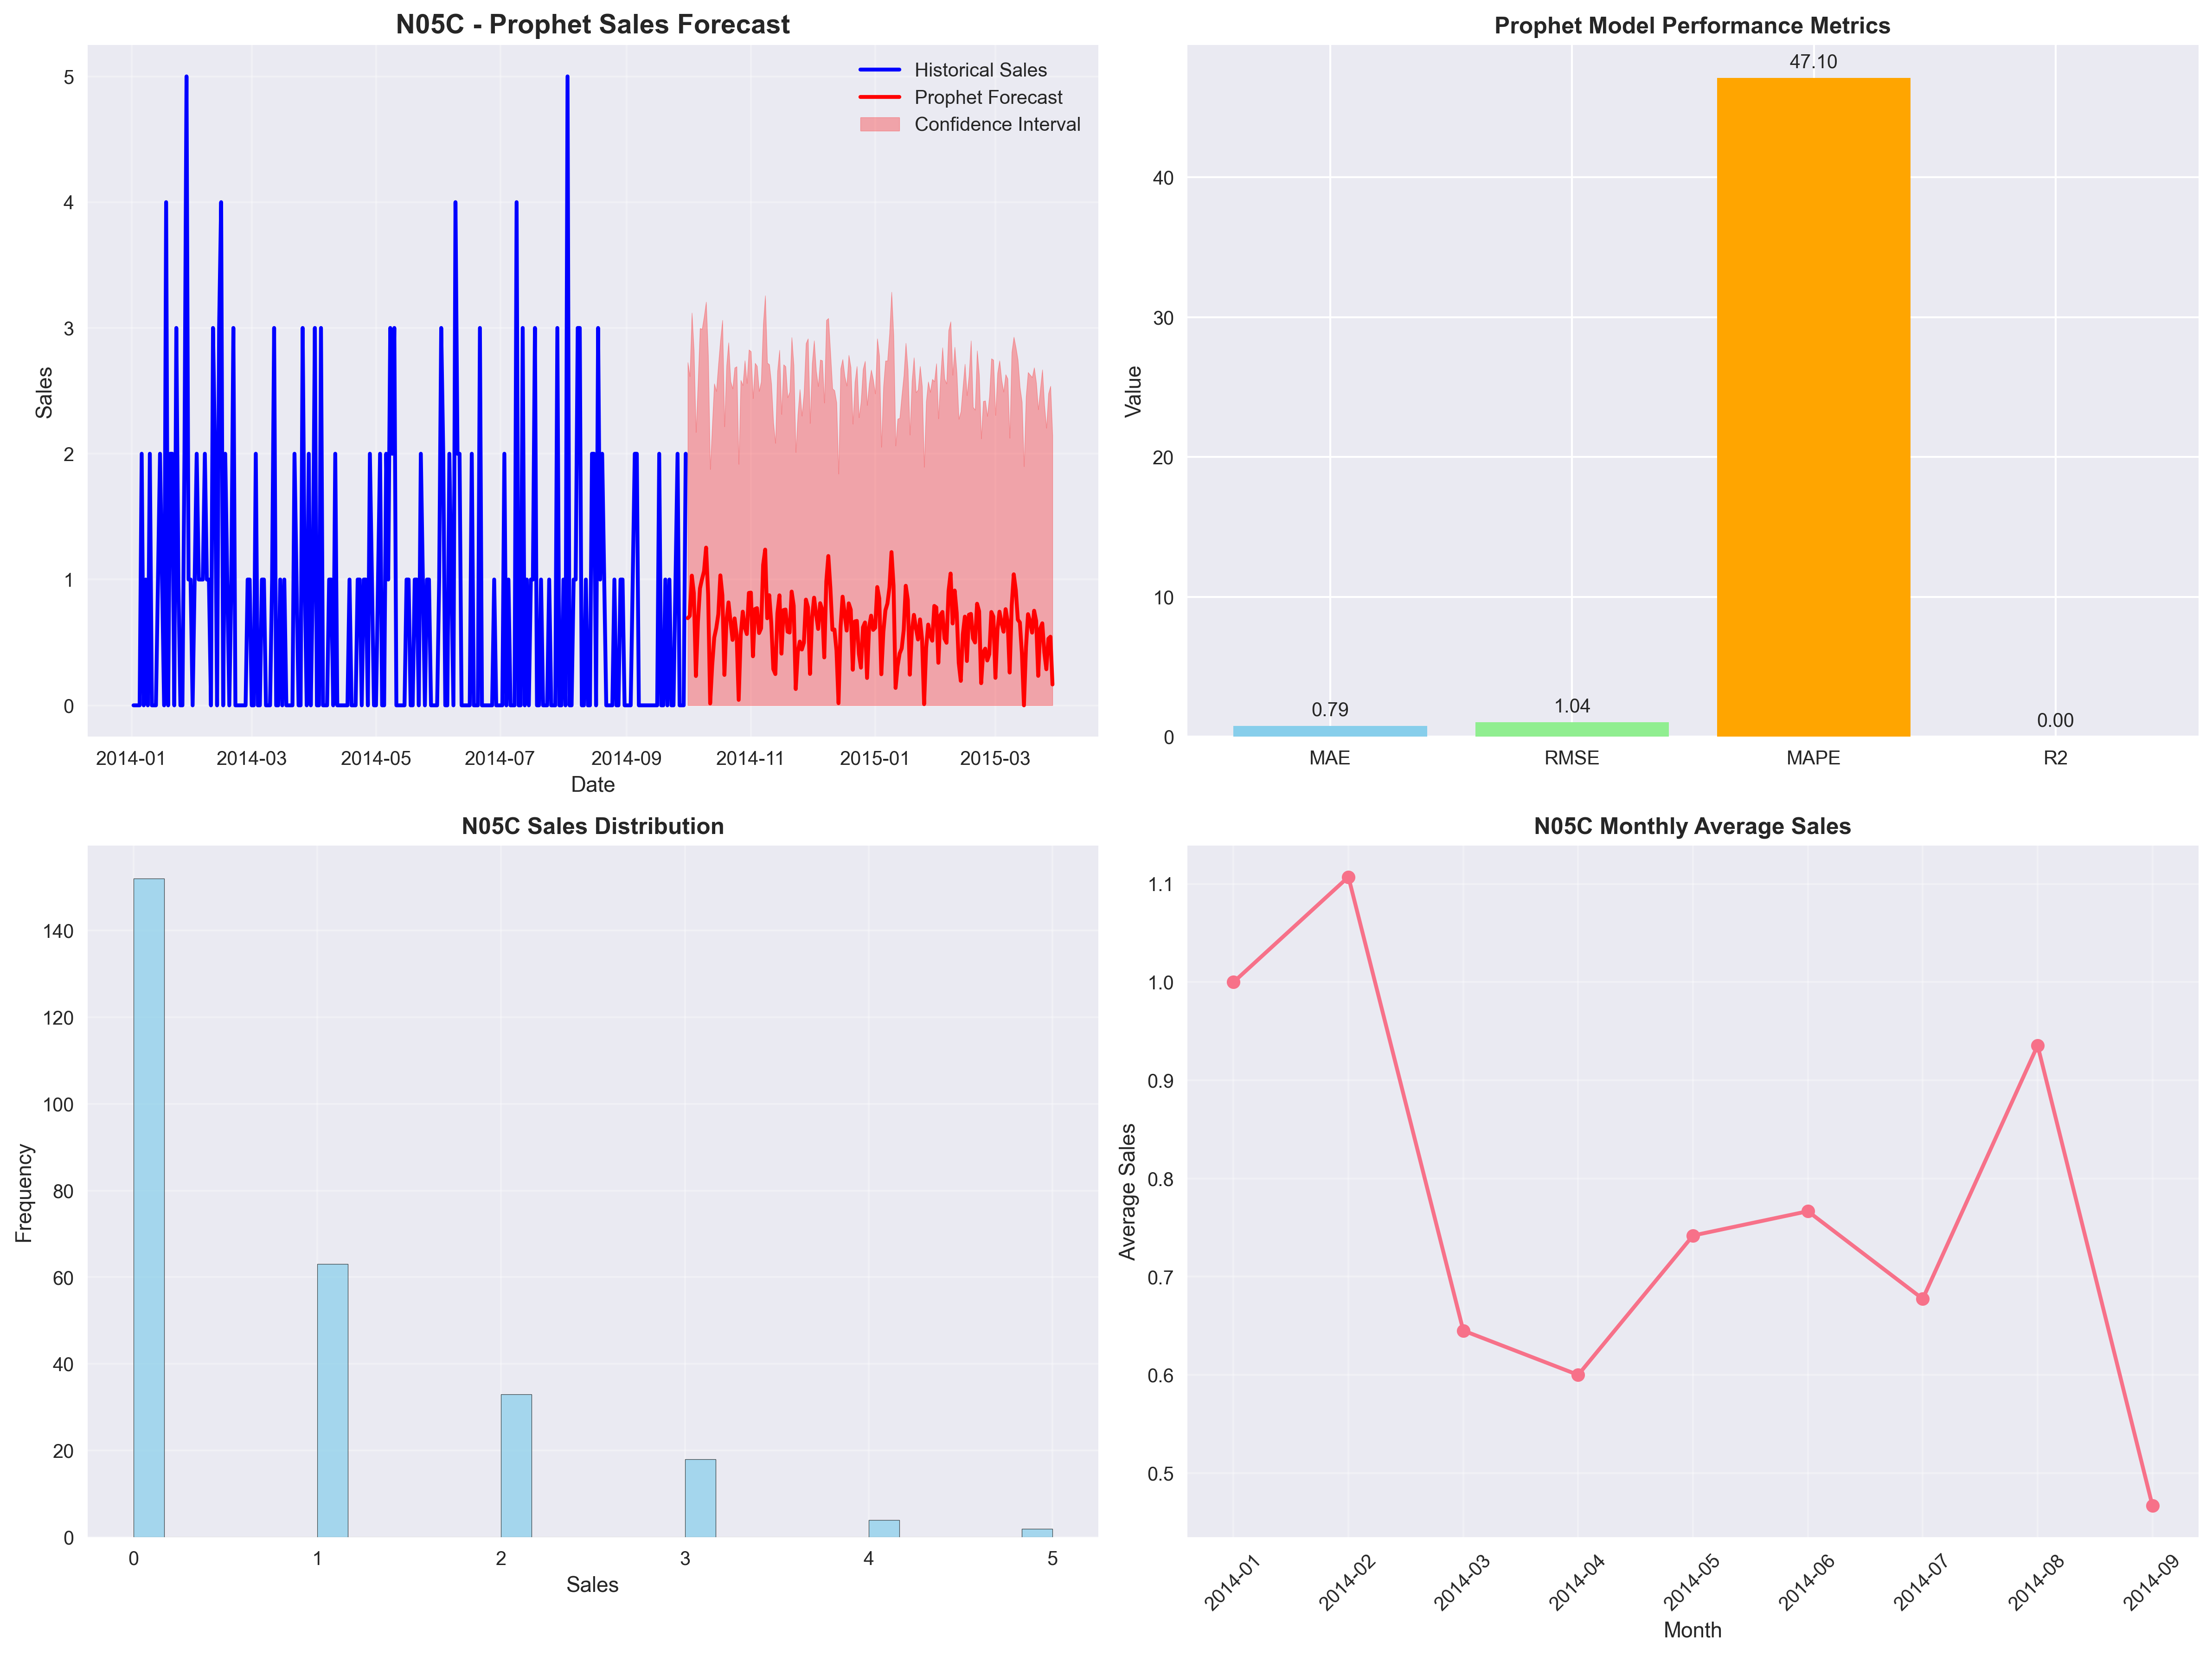 N05C - Prophet Sales Forecast
Historical Sales
Prophet Forecast
Confidence Interval
5
4
3
2
1
0
Sales
2014-01 2014-03 2014-05 2014-07 2014-09 2014-11 2015-01 2015-03
Date
Prophet Model Performance Metrics
47.10
40
30
20
10
0
Value
0.79
1.04
0.00
MAE RMSE MAPE R2
N05C Sales Distribution
140
120
100
80
60
40
20
0
Frequency
0 1 2 3 4 5
Sales
N05C Monthly Average Sales
1.1
1.0
0.9
0.8
0.7
0.6
0.5
Average Sales
2014-01 2014-02 2014-03 2014-04 2014-05 2014-06 2014-07 2014-08 2014-09
Month